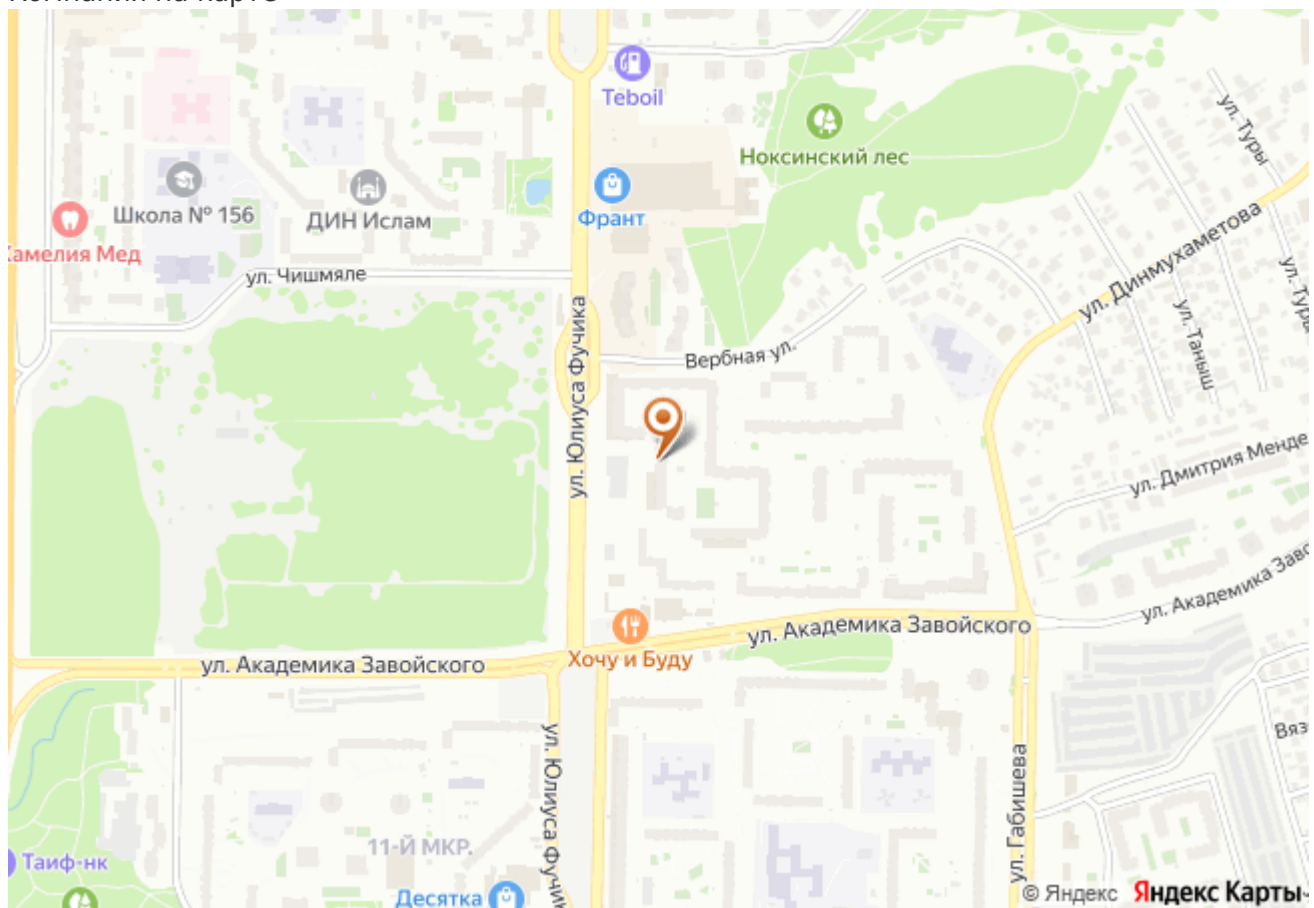 Teboil
Ноксинский лес
ул. Туры
Школа № 156
ДИН Ислам
Франт
Камелия Мед
ул. Чишмяле
ул. Динмухаметова
ул. Туры
ул. Таныш
ул. Юлиуса Фучика
Вербная ул.
ул. Дмитрия Менде
ул. Академика Заво
ул. Академика Завойского
Хочу и Буду
ул. Академика Завойского
Вяз
ул. Юлиуса Фучик
ул. Габишева
11-Й МКР.
Таиф-нк
Десятка
© Яндекс Яндекс Карты